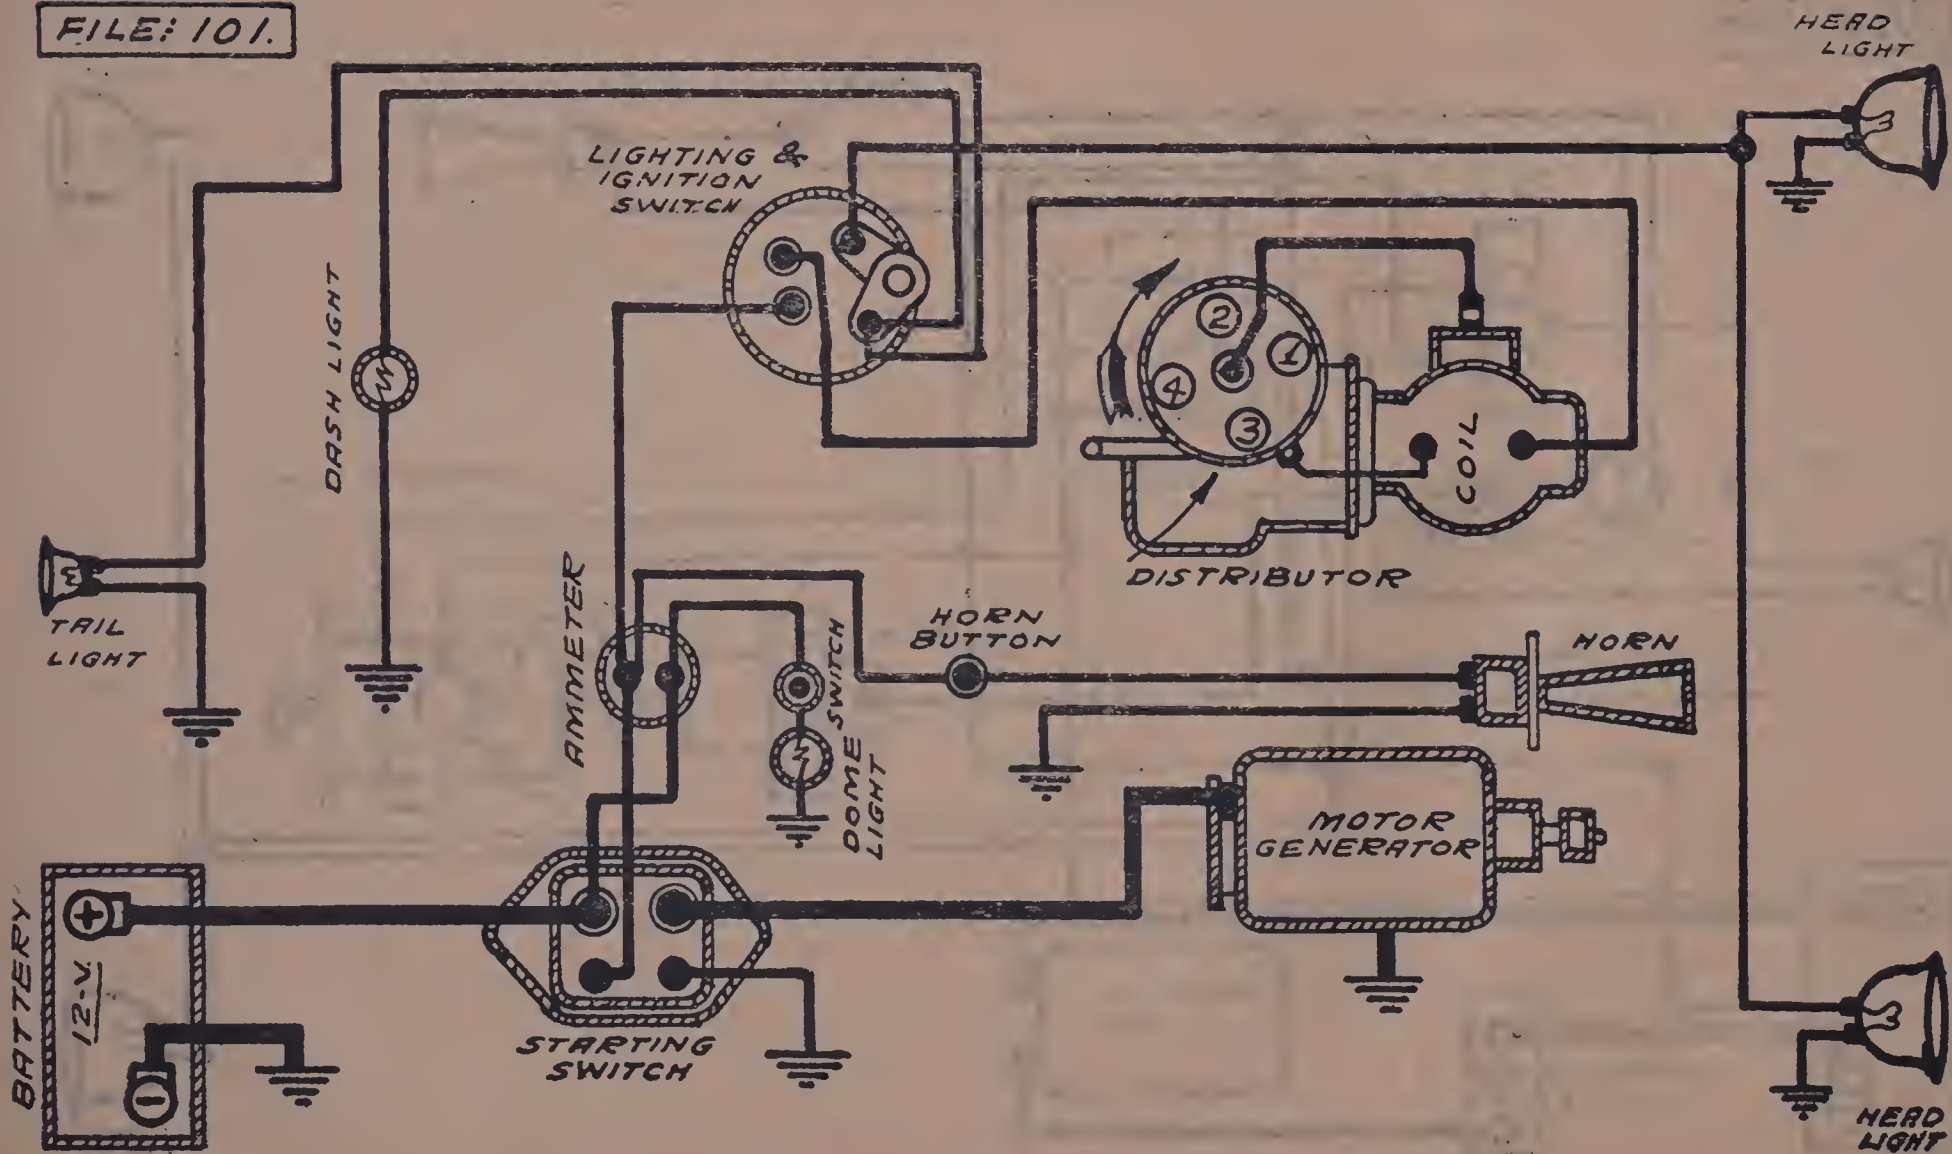 FILE: 101.
HEAD
LIGHT
LIGHTING &
IGNITION
SWITCH
DASH LIGHT
2
1
4
3
COIL
DISTRIBUTOR
TAIL
LIGHT
AMMETER
SWITCH
DOME
LIGHT
HORN
BUTTON
HORN
MOTOR
GENERATOR
BATTERY
+
12-V.
-
STARTING
SWITCH
HEAD
LIGHT